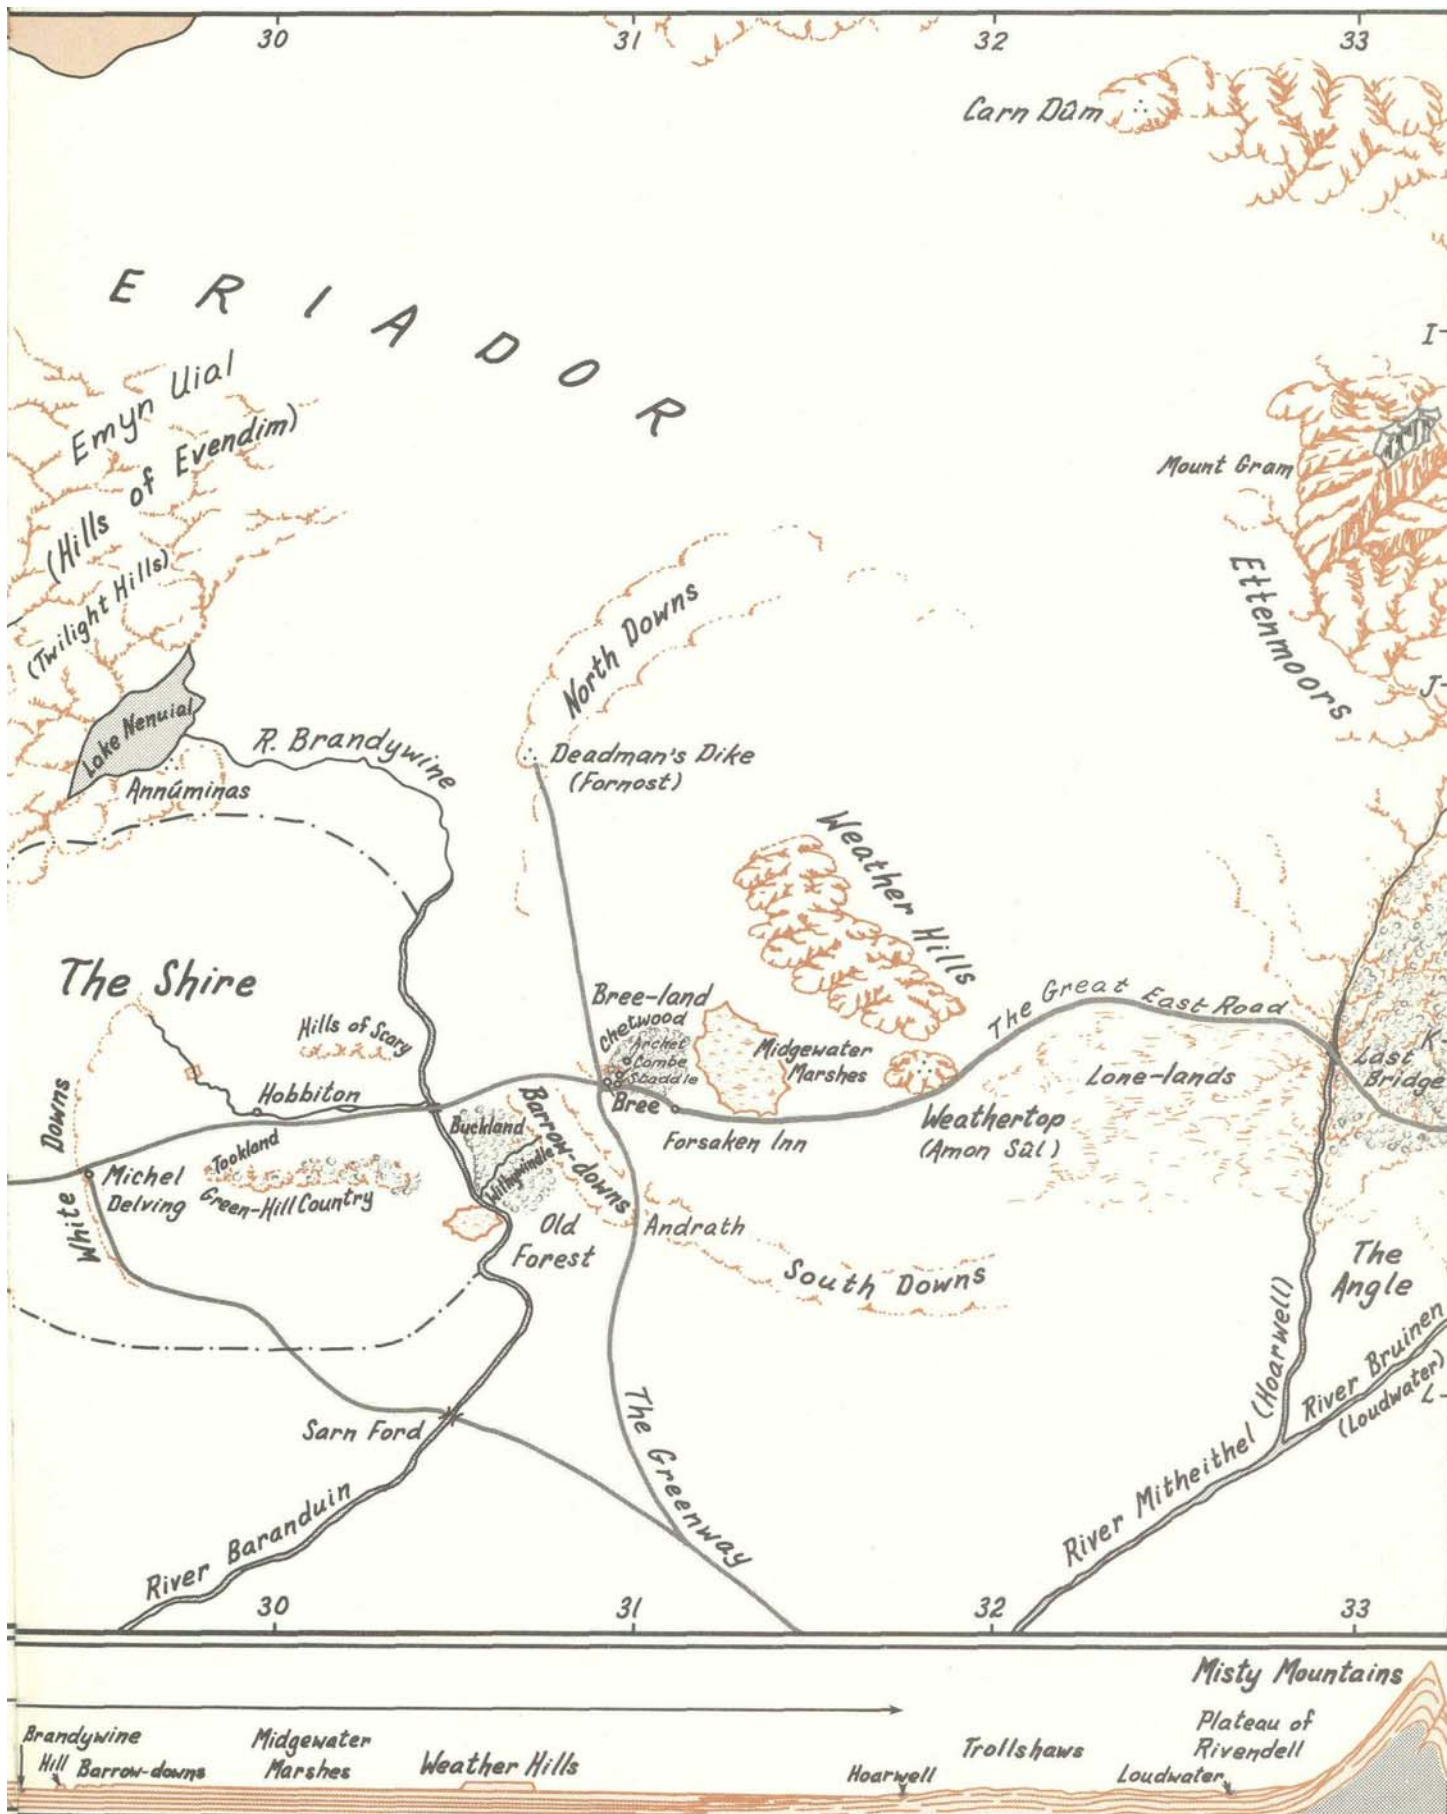 30 31 32 33
Carn Dûm
ERIADOR
I-
Emyn Uial
(Hills of Evendim)
(Twilight Hills)
Mount Gram
Ettenmoors
North Downs
J-
Lake Nenuial
R. Brandywine
Annúminas
Deadman's Dike
(Fornost)
Weather Hills
The Shire
Bree-land
Chetwood
Archet
Combe
Staddle
Bree
Hills of Scary
Hobbiton
Midgewater
Marshes
The Great East Road
Lone-lands
K-
Last
Bridge
White Downs
Michel
Delving
Tookland
Green-Hill Country
Buckland
Withywindle
Barrow-downs
Old
Forest
Forsaken Inn
Weathertop
(Amon Sûl)
Andrath
South Downs
The
Angle
River Bruinen
(Loudwater)
L-
River Mitheithel (Hoarwell)
Sarn Ford
The Greenway
River Baranduin
30 31 32 33
Misty Mountains
Brandywine
Hill
Barrow-downs
Midgewater
Marshes
Weather Hills
Hoarwell
Trollshaws
Plateau of
Rivendell
Loudwater